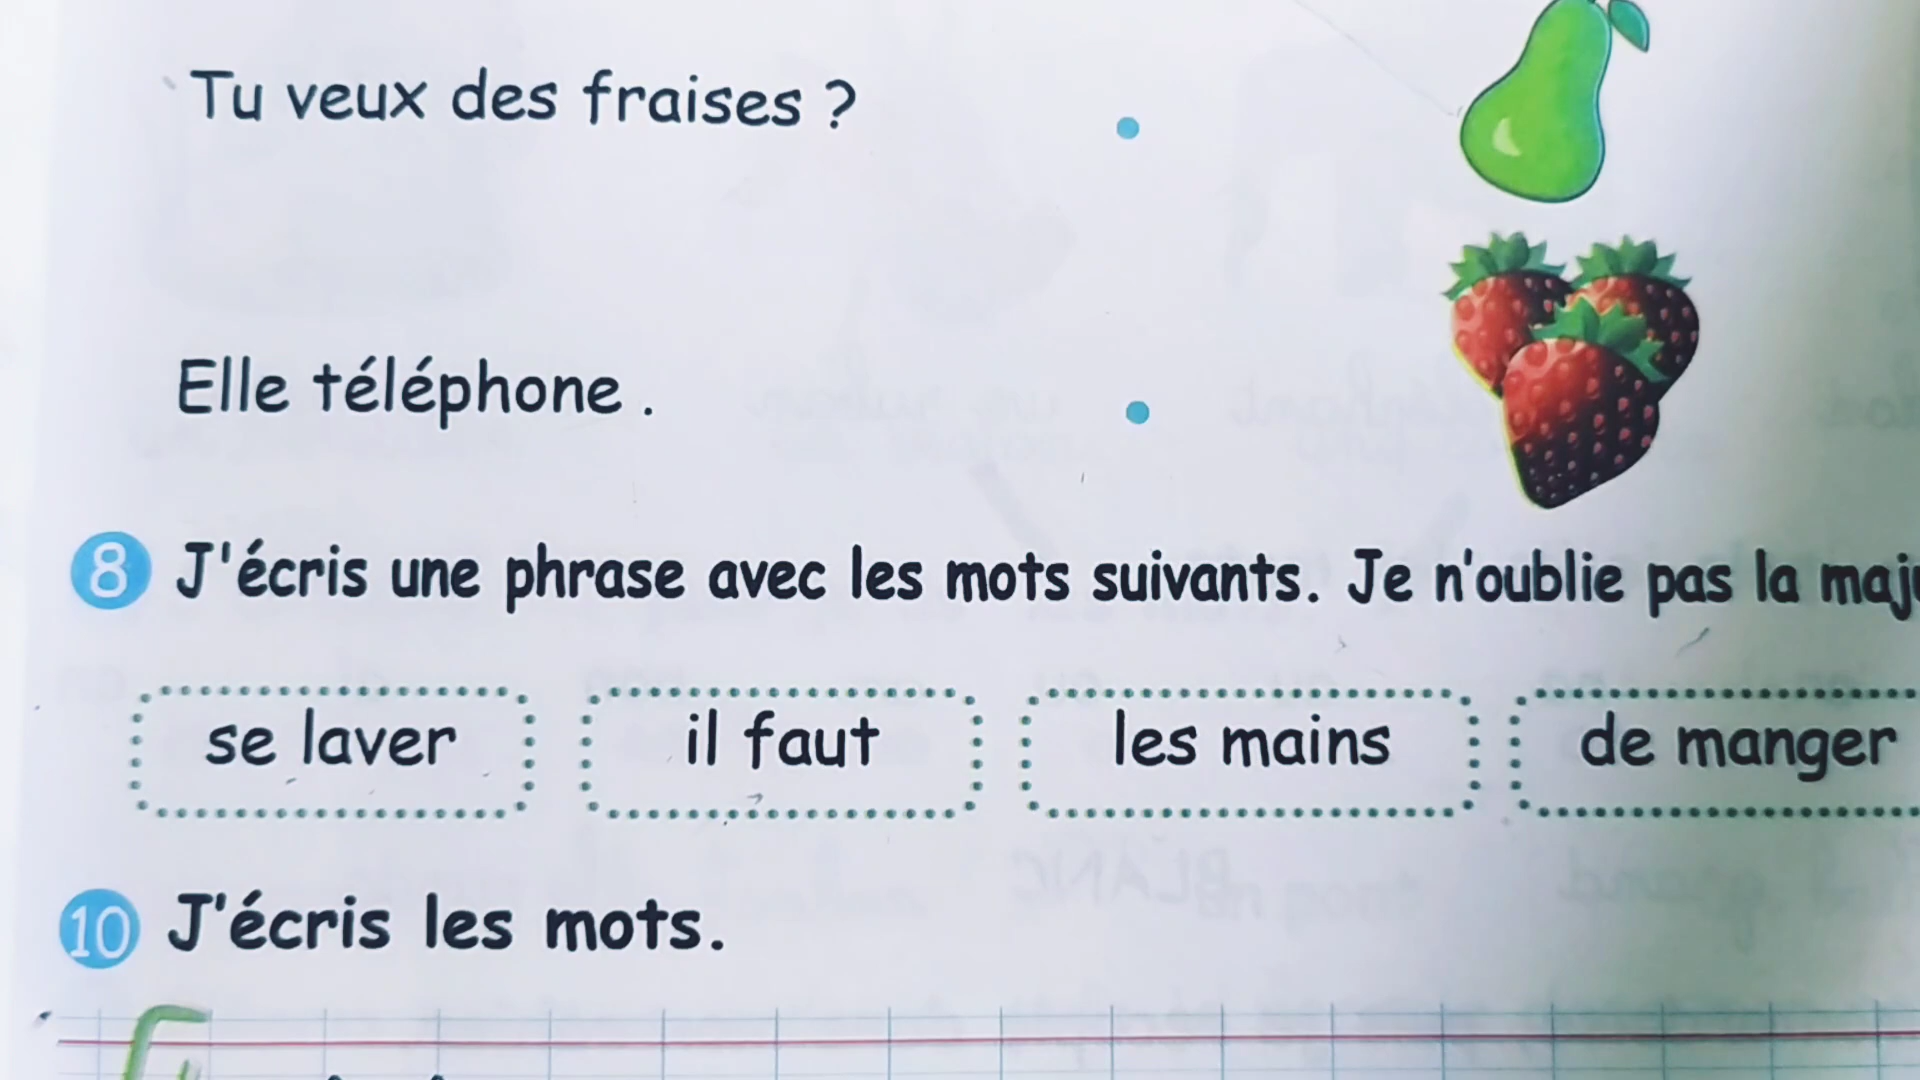 Tu veux des fraises ?
Elle téléphone .
8 J'écris une phrase avec les mots suivants. Je n'oublie pas la
se laver il faut les mains de manger
10 J'écris les mots.